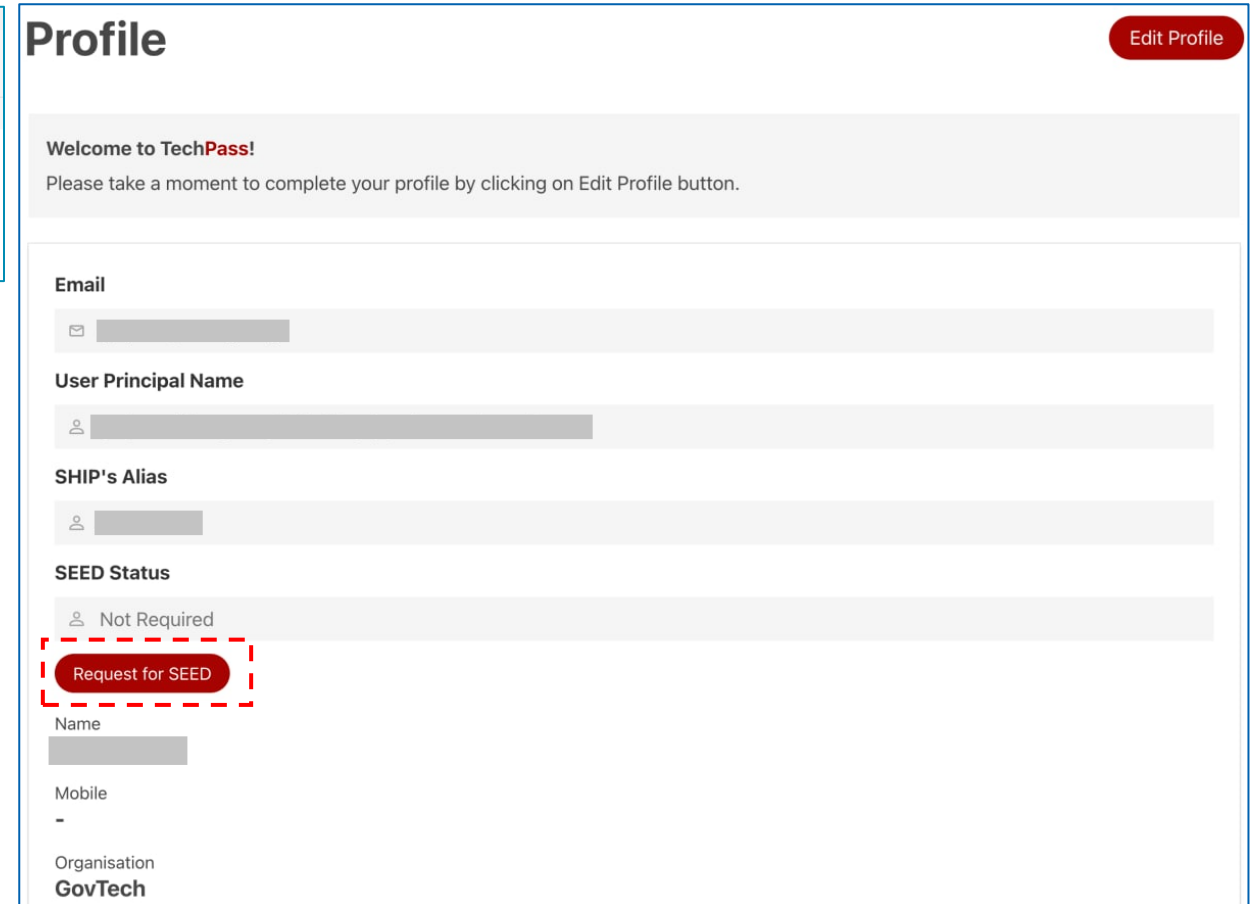 Profile
Edit Profile
Welcome to TechPass!
Please take a moment to complete your profile by clicking on Edit Profile button.
Email
User Principal Name
SHIP's Alias
SEED Status
Not Required
Request for SEED
Name
Mobile
-
Organisation
GovTech